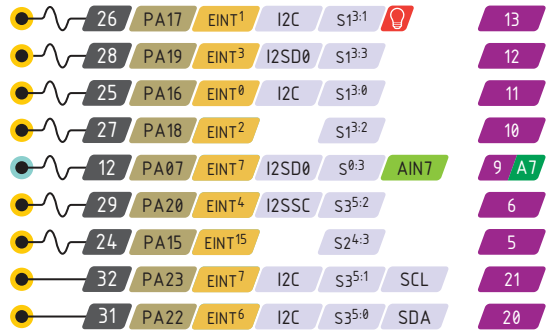 26 PA17 EINT1 I2C S13:1 13
28 PA19 EINT3 I2SD0 S13:3 12
25 PA16 EINT0 I2C S13:0 11
27 PA18 EINT2 S13:2 10
12 PA07 EINT7 I2SD0 S0:3 AIN7 9 A7
29 PA20 EINT4 I2SSC S35:2 6
24 PA15 EINT15 S24:3 5
32 PA23 EINT7 I2C S35:1 SCL 21
31 PA22 EINT6 I2C S35:0 SDA 20